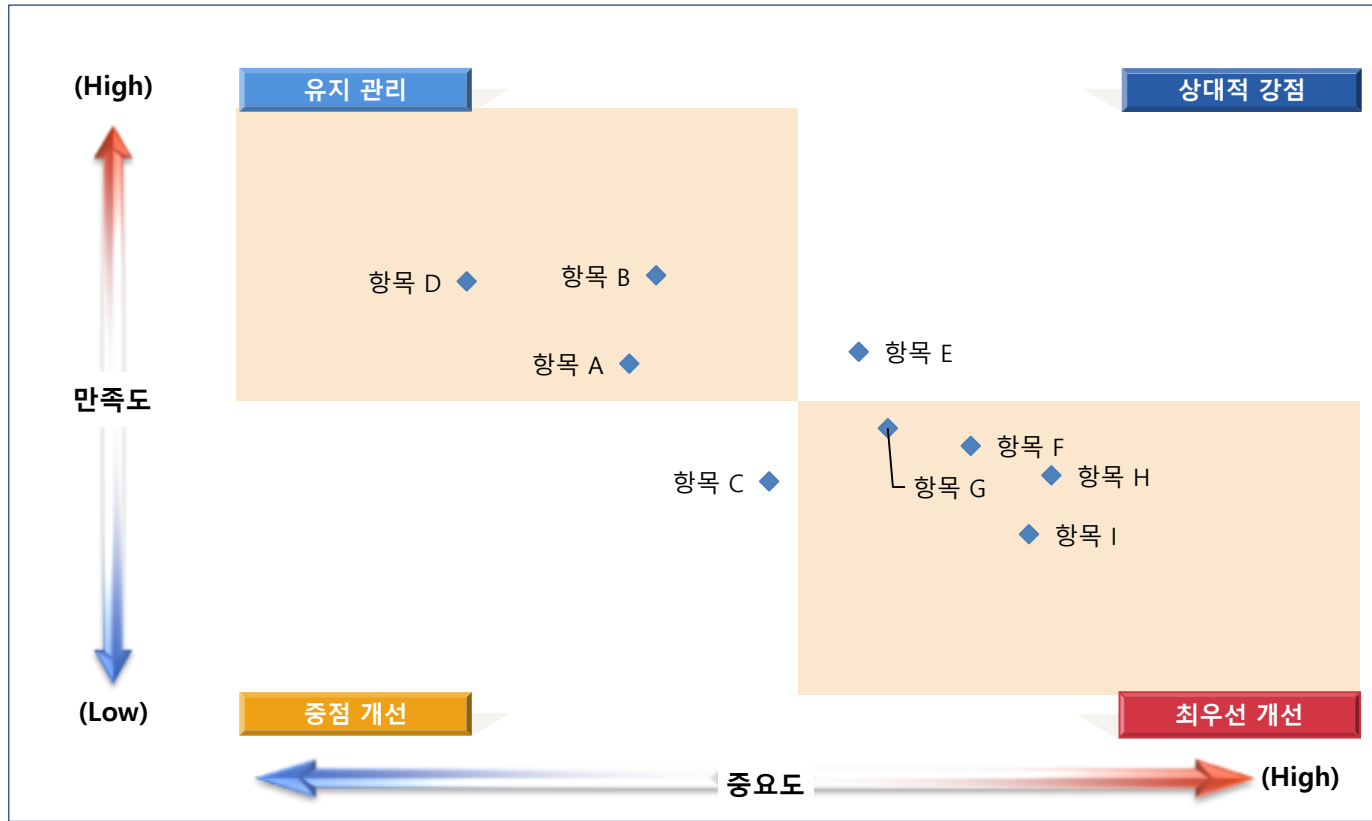 (High)
유지 관리
상대적 강점
항목 D
항목 B
항목 A
항목 E
만족도
항목 F
항목 C
항목 G
항목 H
항목 I
(Low)
중점 개선
최우선 개선
중요도
(High)